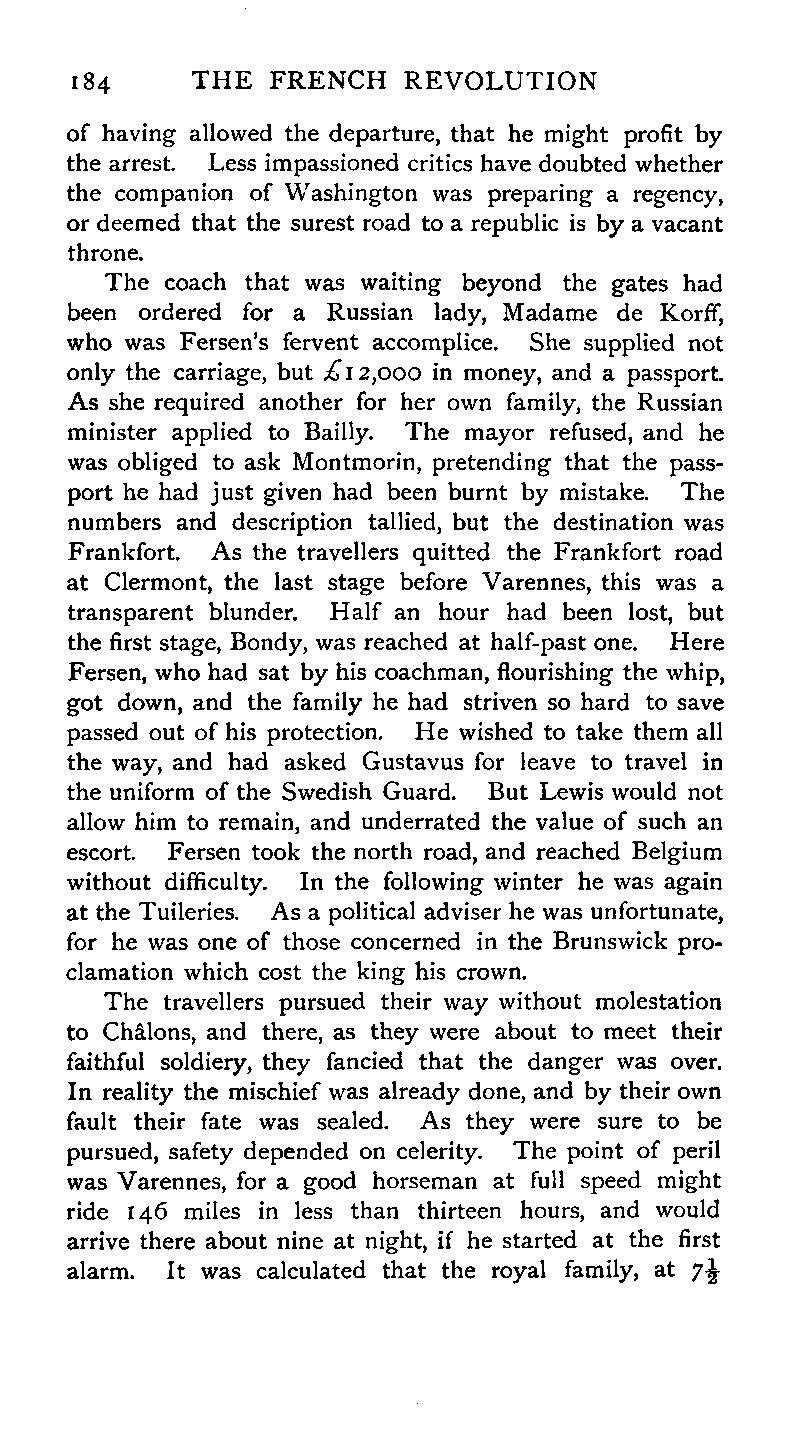 184 THE FRENCH REVOLUTION
of having allowed the departure, that he might profit by
the arrest. Less impassioned critics have doubted whether
the companion of Washington was preparing a regency,
or deemed that the surest road to a republic is by a vacant
throne.
The coach that was waiting beyond the gates had
been ordered for a Russian lady, Madame de Korff,
who was Fersen's fervent accomplice. She supplied not
only the carriage, but £12,000 in money, and a passport.
As she required another for her own family, the Russian
minister applied to Bailly. The mayor refused, and he
was obliged to ask Montmorin, pretending that the pass-
port he had just given had been burnt by mistake. The
numbers and description tallied, but the destination was
Frankfort. As the travellers quitted the Frankfort road
at Clermont, the last stage before Varennes, this was a
transparent blunder. Half an hour had been lost, but
the first stage, Bondy, was reached at half-past one. Here
Fersen, who had sat by his coachman, flourishing the whip,
got down, and the family he had striven so hard to save
passed out of his protection. He wished to take them all
the way, and had asked Gustavus for leave to travel in
the uniform of the Swedish Guard. But Lewis would not
allow him to remain, and underrated the value of such an
escort. Fersen took the north road, and reached Belgium
without difficulty. In the following winter he was again
at the Tuileries. As a political adviser he was unfortunate,
for he was one of those concerned in the Brunswick pro-
clamation which cost the king his crown.
The travellers pursued their way without molestation
to Châlons, and there, as they were about to meet their
faithful soldiery, they fancied that the danger was over.
In reality the mischief was already done, and by their own
fault their fate was sealed. As they were sure to be
pursued, safety depended on celerity. The point of peril
was Varennes, for a good horseman at full speed might
ride 146 miles in less than thirteen hours, and would
arrive there about nine at night, if he started at the first
alarm. It was calculated that the royal family, at 7½